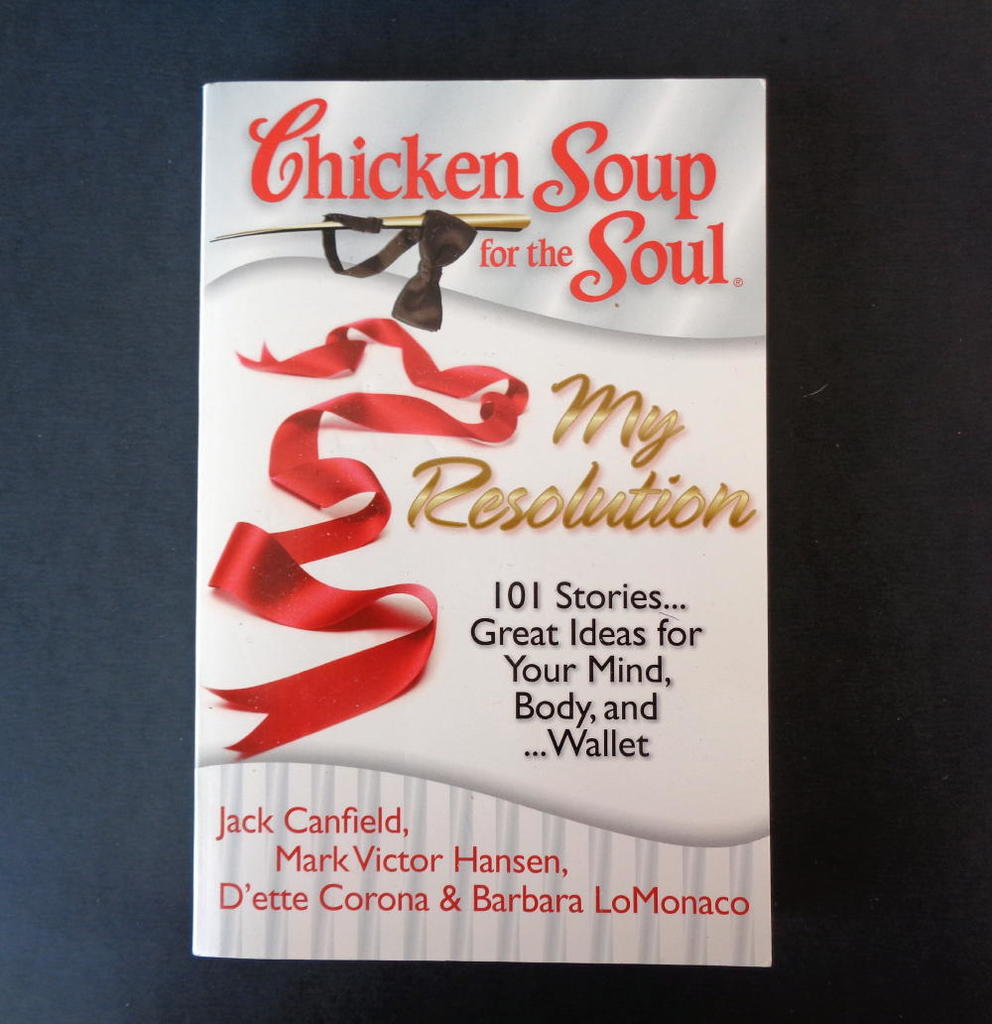 Chicken Soup
for the Soul®
My
Resolution
101 Stories...
Great Ideas for
Your Mind,
Body, and
...Wallet
Jack Canfield,
Mark Victor Hansen,
D'ette Corona & Barbara LoMonaco